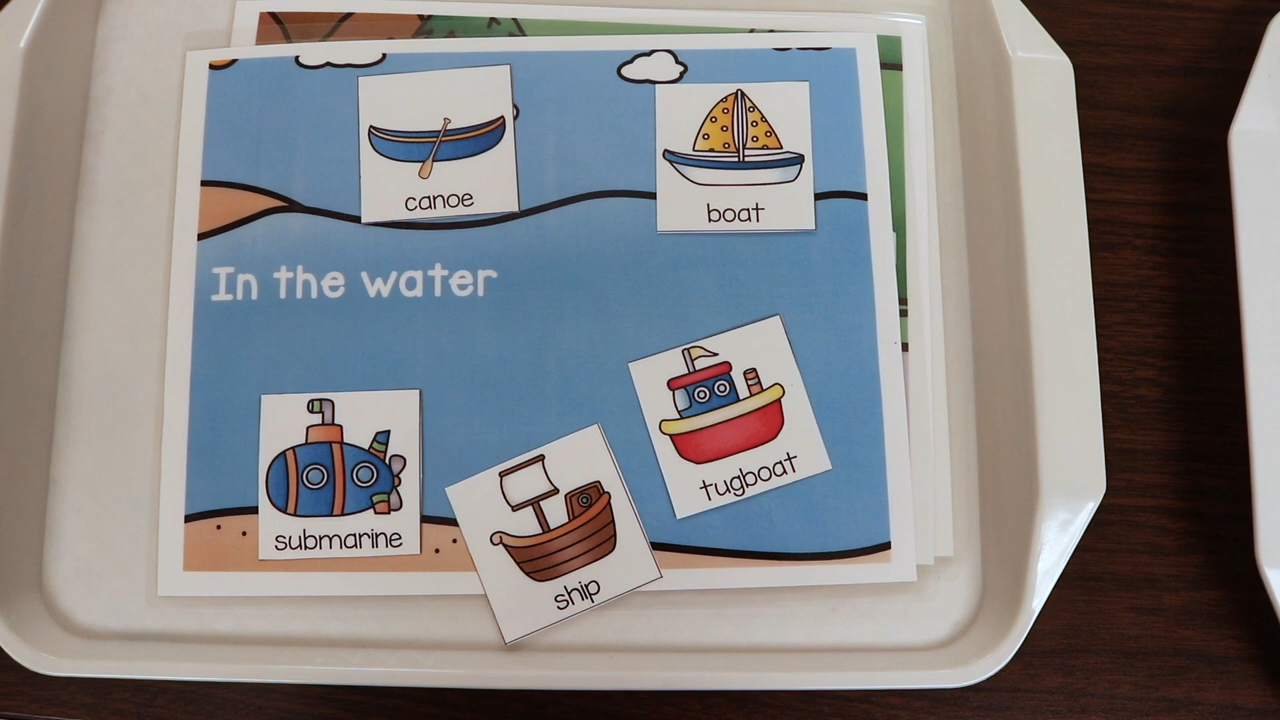 canoe
boat
In the water
tugboat
submarine
ship